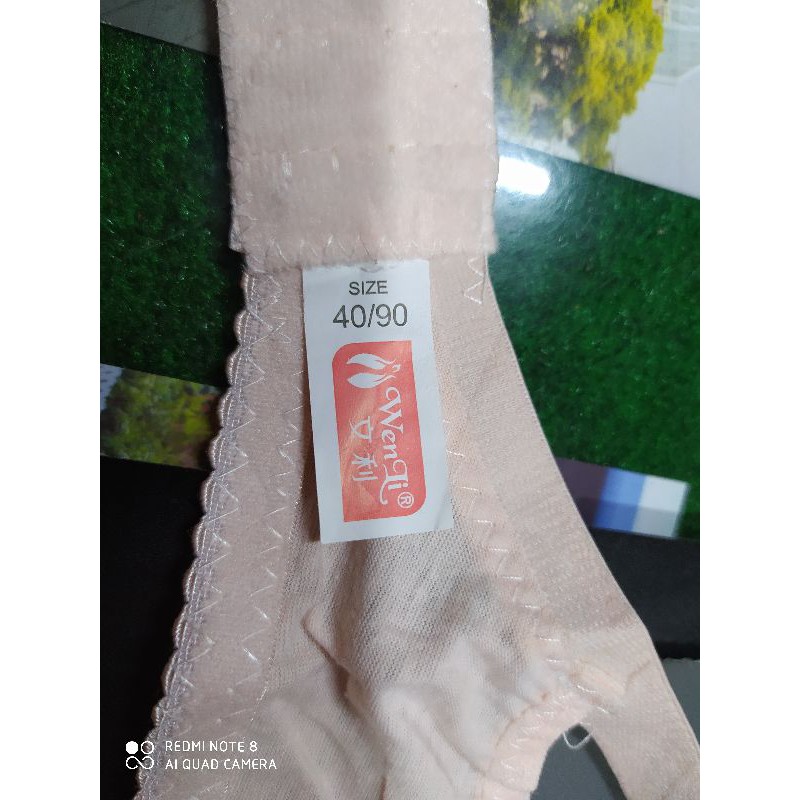 SIZE
40/90
WenLi®
文利
REDMI NOTE 8
AI QUAD CAMERA